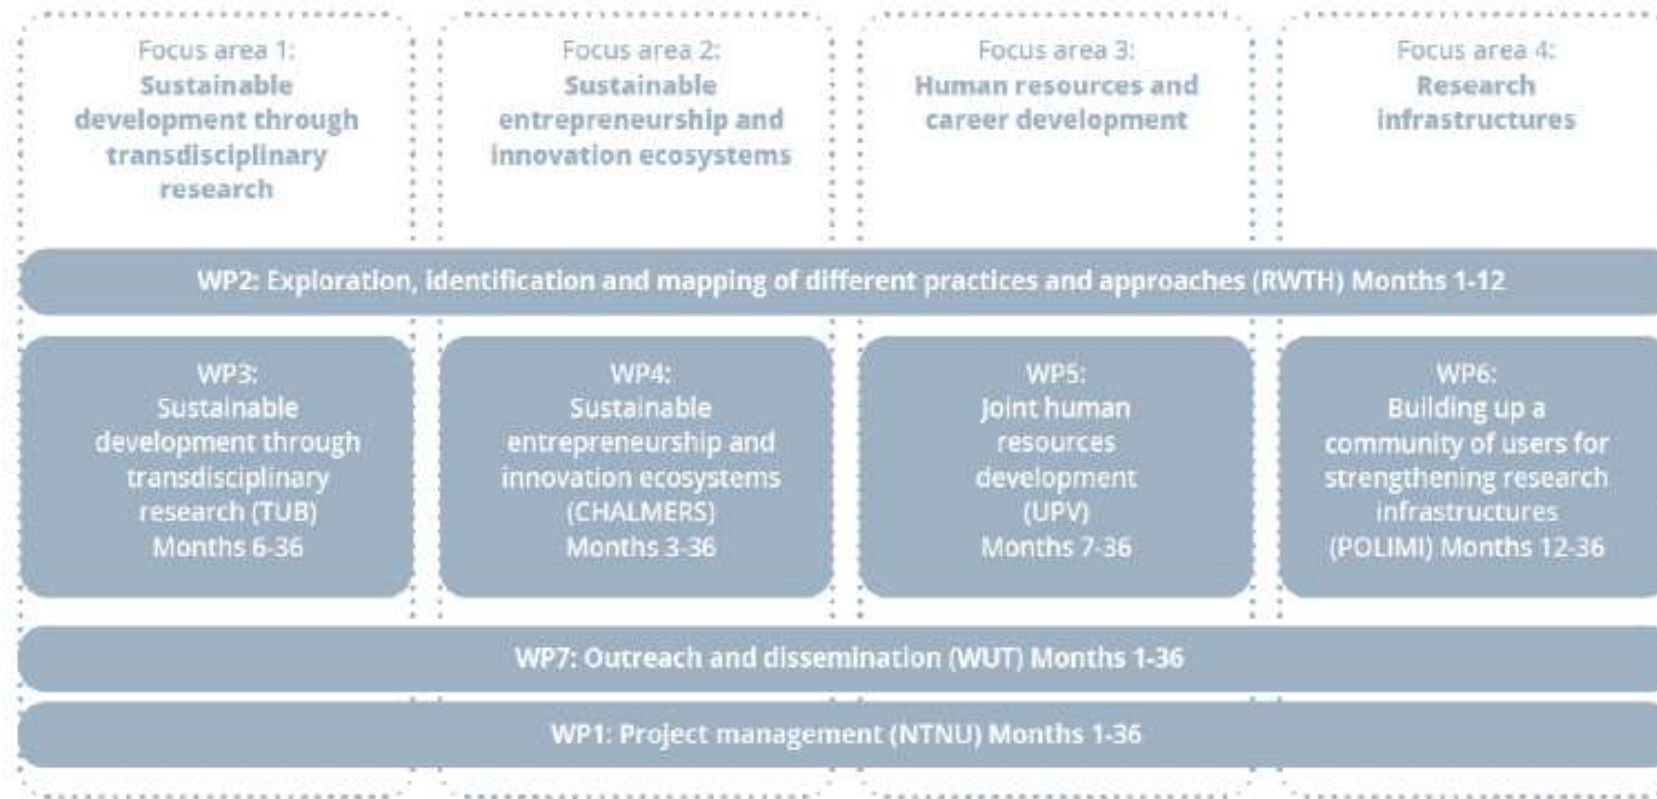 Focus area 1:
Sustainable
development through
transdisciplinary
research
Focus area 2:
Sustainable
entrepreneurship and
innovation ecosystems
Focus area 3:
Human resources and
career development
Focus area 4:
Research
infrastructures
WP2: Exploration, identification and mapping of different practices and approaches (RWTH) Months 1-12
WP3:
Sustainable
development through
transdisciplinary
research (TUB)
Months 6-36
WP4:
Sustainable
entrepreneurship and
innovation ecosystems
(CHALMERS)
Months 3-36
WP5:
Joint human
resources
development
(UPV)
Months 7-36
WP6:
Building up a
community of users for
strengthening research
infrastructures
(POLIMI) Months 12-36
WP7: Outreach and dissemination (WUT) Months 1-36
WP1: Project management (NTNU) Months 1-36